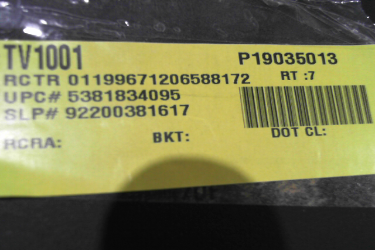 TV1001 P19035013
RCTR 01199671206588172 RT :7
UPC# 5381834095
SLP# 92200381617
RCRA: BKT: DOT CL: